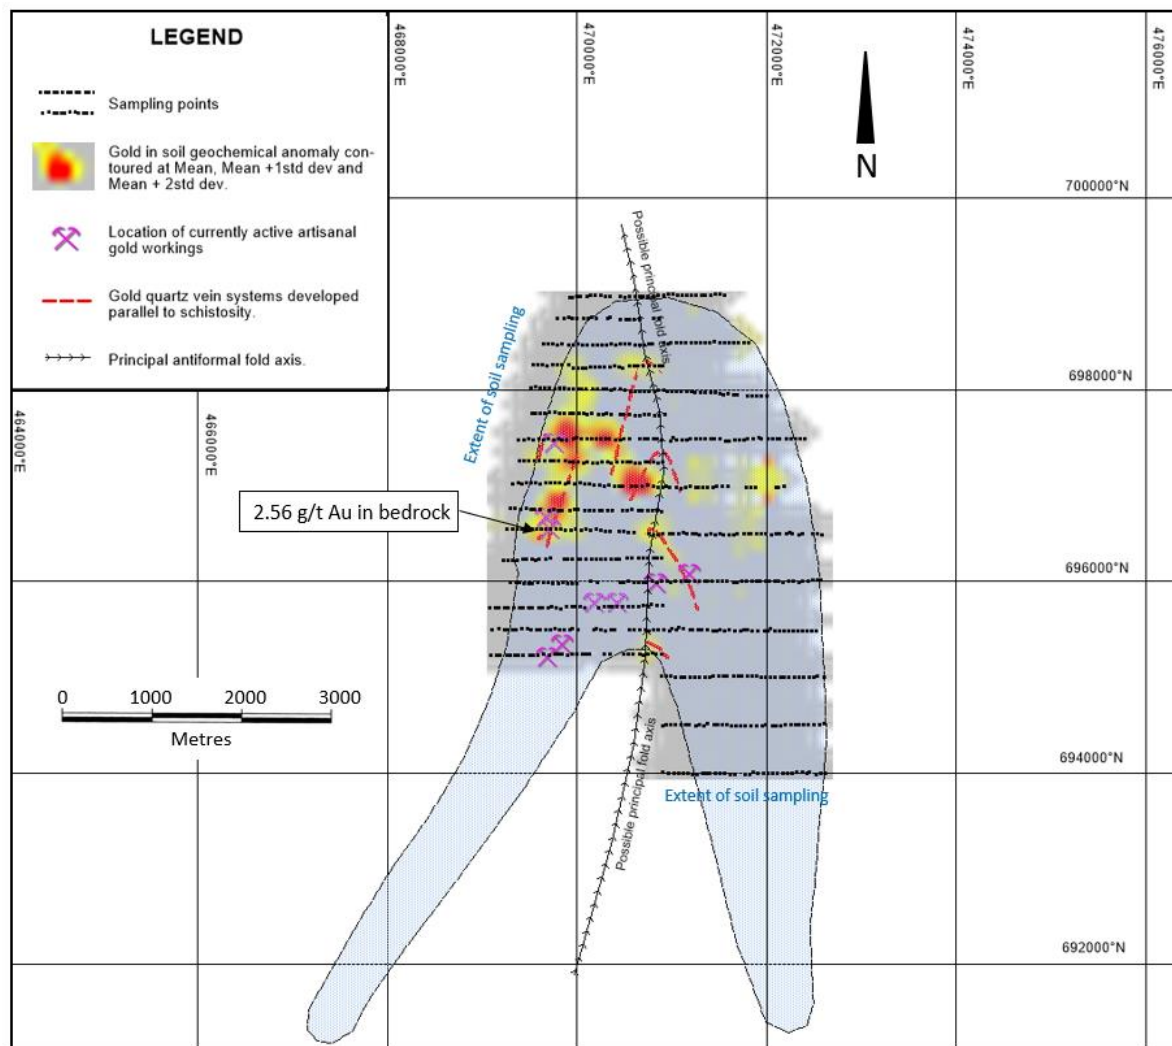 LEGEND
Sampling points
Gold in soil geochemical anomaly con-
toured at Mean, Mean +1std dev and
Mean + 2std dev.
Location of currently active artisanal
gold workings
Gold quartz vein systems developed
parallel to schistosity.
Principal antiformal fold axis.
468000°E
470000°E
472000°E
474000°E
476000°E
N
700000°N
Possible principal fold axis
Extent of soil sampling
698000°N
464000°E
466000°E
2.56 g/t Au in bedrock
696000°N
0 1000 2000 3000
Metres
694000°N
Extent of soil sampling
Possible principal fold axis
692000°N